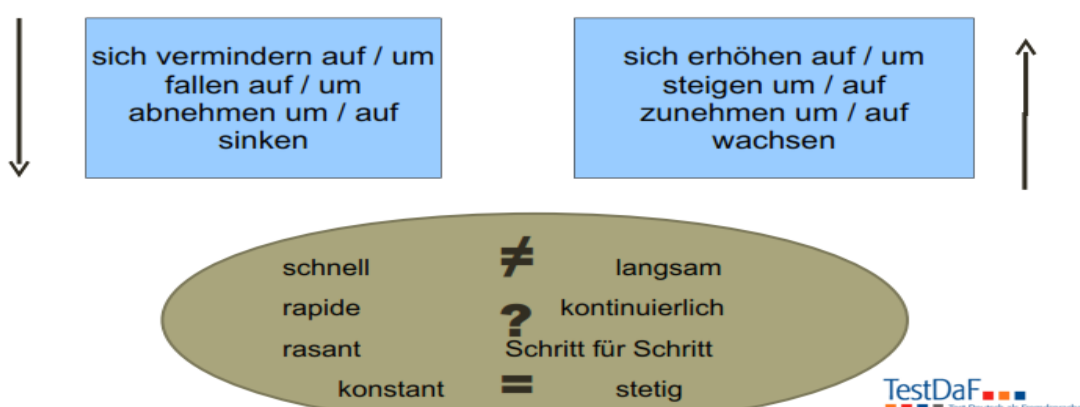 sich vermindern auf / um
fallen auf / um
abnehmen um / auf
sinken
sich erhöhen auf / um
steigen um / auf
zunehmen um / auf
wachsen
schnell ≠ langsam
rapide ? kontinuierlich
rasant Schritt für Schritt
konstant = stetig
TestDaF